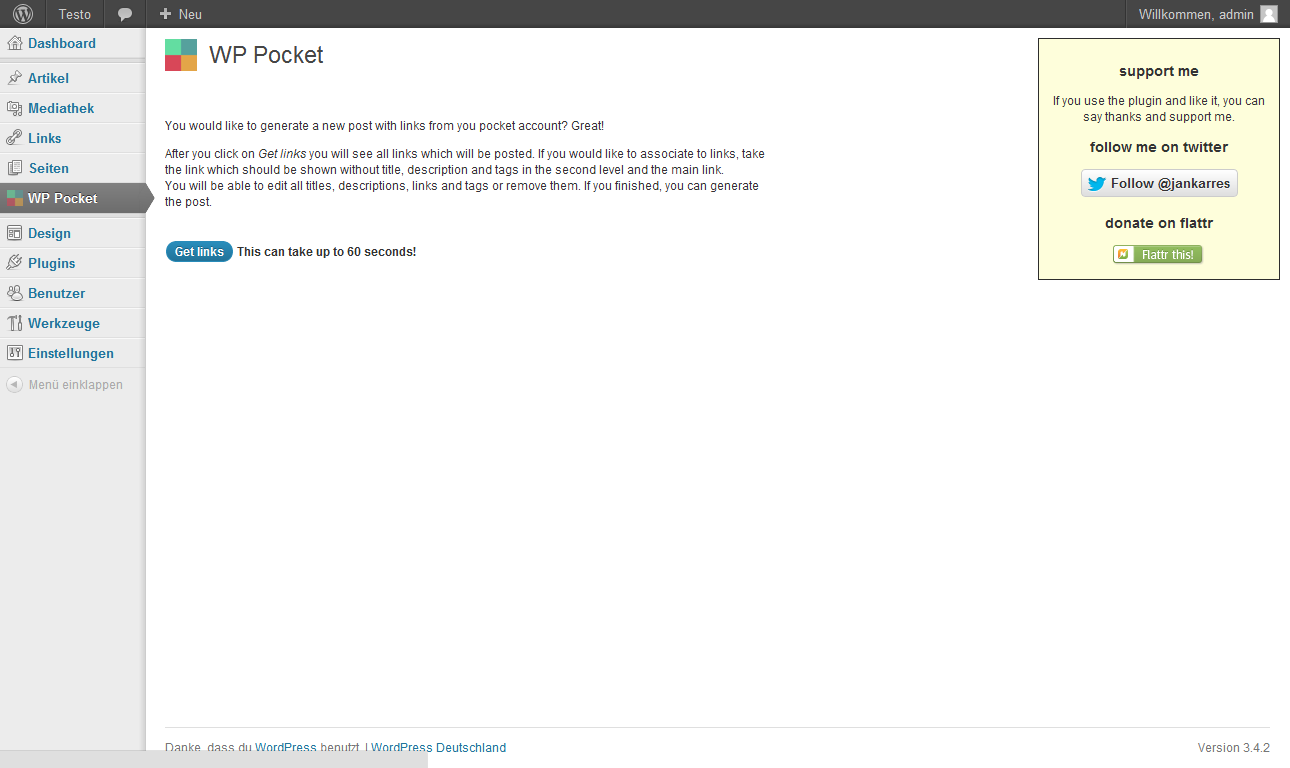 Testo
Neu
Willkommen, admin
Dashboard
Artikel
Mediathek
Links
Seiten
WP Pocket
Design
Plugins
Benutzer
Werkzeuge
Einstellungen
Menü einklappen
WP Pocket
You would like to generate a new post with links from you pocket account? Great!
After you click on Get links you will see all links which will be posted. If you would like to associate to links, take
the link which should be shown without title, description and tags in the second level and the main link.
You will be able to edit all titles, descriptions, links and tags or remove them. If you finished, you can generate
the post.
Get links This can take up to 60 seconds!
support me
If you use the plugin and like it, you can
say thanks and support me.
follow me on twitter
Follow @jankarres
donate on flattr
Flattr this!
Danke, dass du WordPress benutzt. | WordPress Deutschland
Version 3.4.2